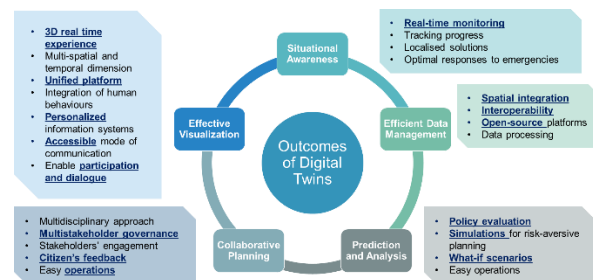 3D real time
experience
Multi-spatial and
temporal dimension
Unified platform
Integration of human
behaviours
Personalized
information systems
Accessible mode of
communication
Enable participation
and dialogue
Situational
Awareness
Real-time monitoring
Tracking progress
Localised solutions
Optimal responses to emergencies
Effective
Visualization
Outcomes
of Digital
Twins
Efficient Data
Management
Spatial integration
Interoperability
Open-source platforms
Data processing
Multidisciplinary approach
Multistakeholder governance
Stakeholders' engagement
Citizen's feedback
Easy operations
Collaborative
Planning
Prediction
and Analysis
Policy evaluation
Simulations for risk-aversive
planning
What-if scenarios
Easy operations